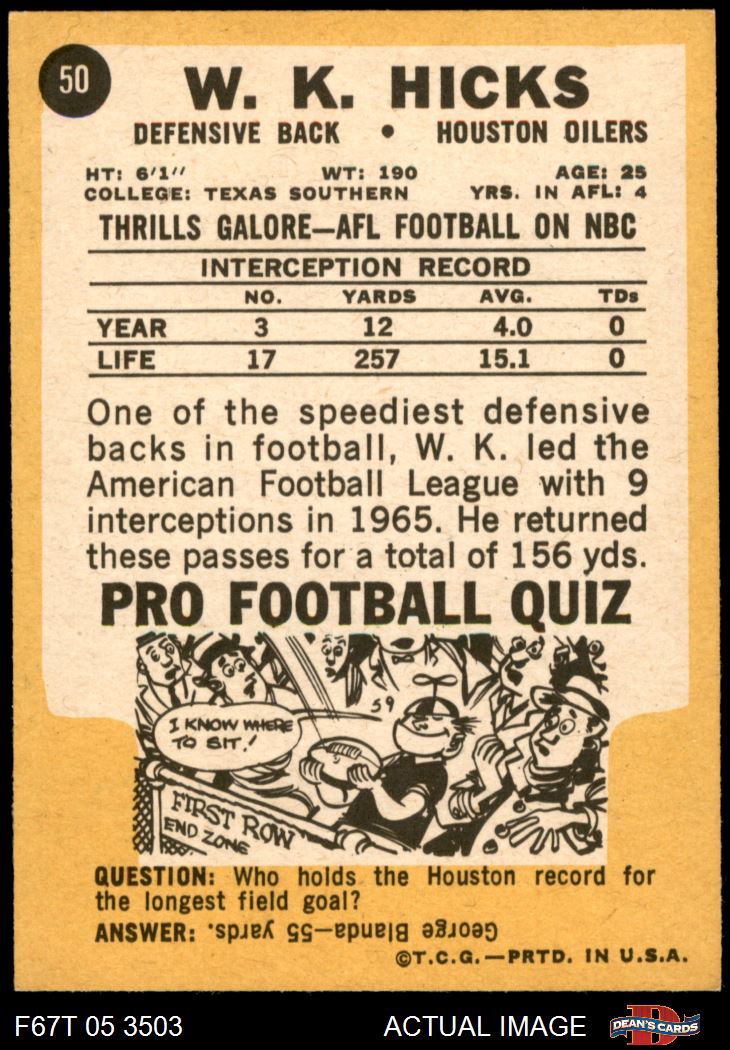 50
W. K. HICKS
DEFENSIVE BACK • HOUSTON OILERS
HT: 6'1" WT: 190 AGE: 25
COLLEGE: TEXAS SOUTHERN YRS. IN AFL: 4
THRILLS GALORE—AFL FOOTBALL ON NBC
INTERCEPTION RECORD
NO. YARDS AVG. TDs
YEAR 3 12 4.0 0
LIFE 17 257 15.1 0
One of the speediest defensive
backs in football, W. K. led the
American Football League with 9
interceptions in 1965. He returned
these passes for a total of 156 yds.
PRO FOOTBALL QUIZ
59
I KNOW WHERE
TO SIT!
FIRST ROW
END ZONE
QUESTION: Who holds the Houston record for
the longest field goal?
ANSWER: George Blanda—55 yards.
©T.C.G.—PRTD. IN U.S.A.
F67T 05 3503 ACTUAL IMAGE D DEAN'S CARDS